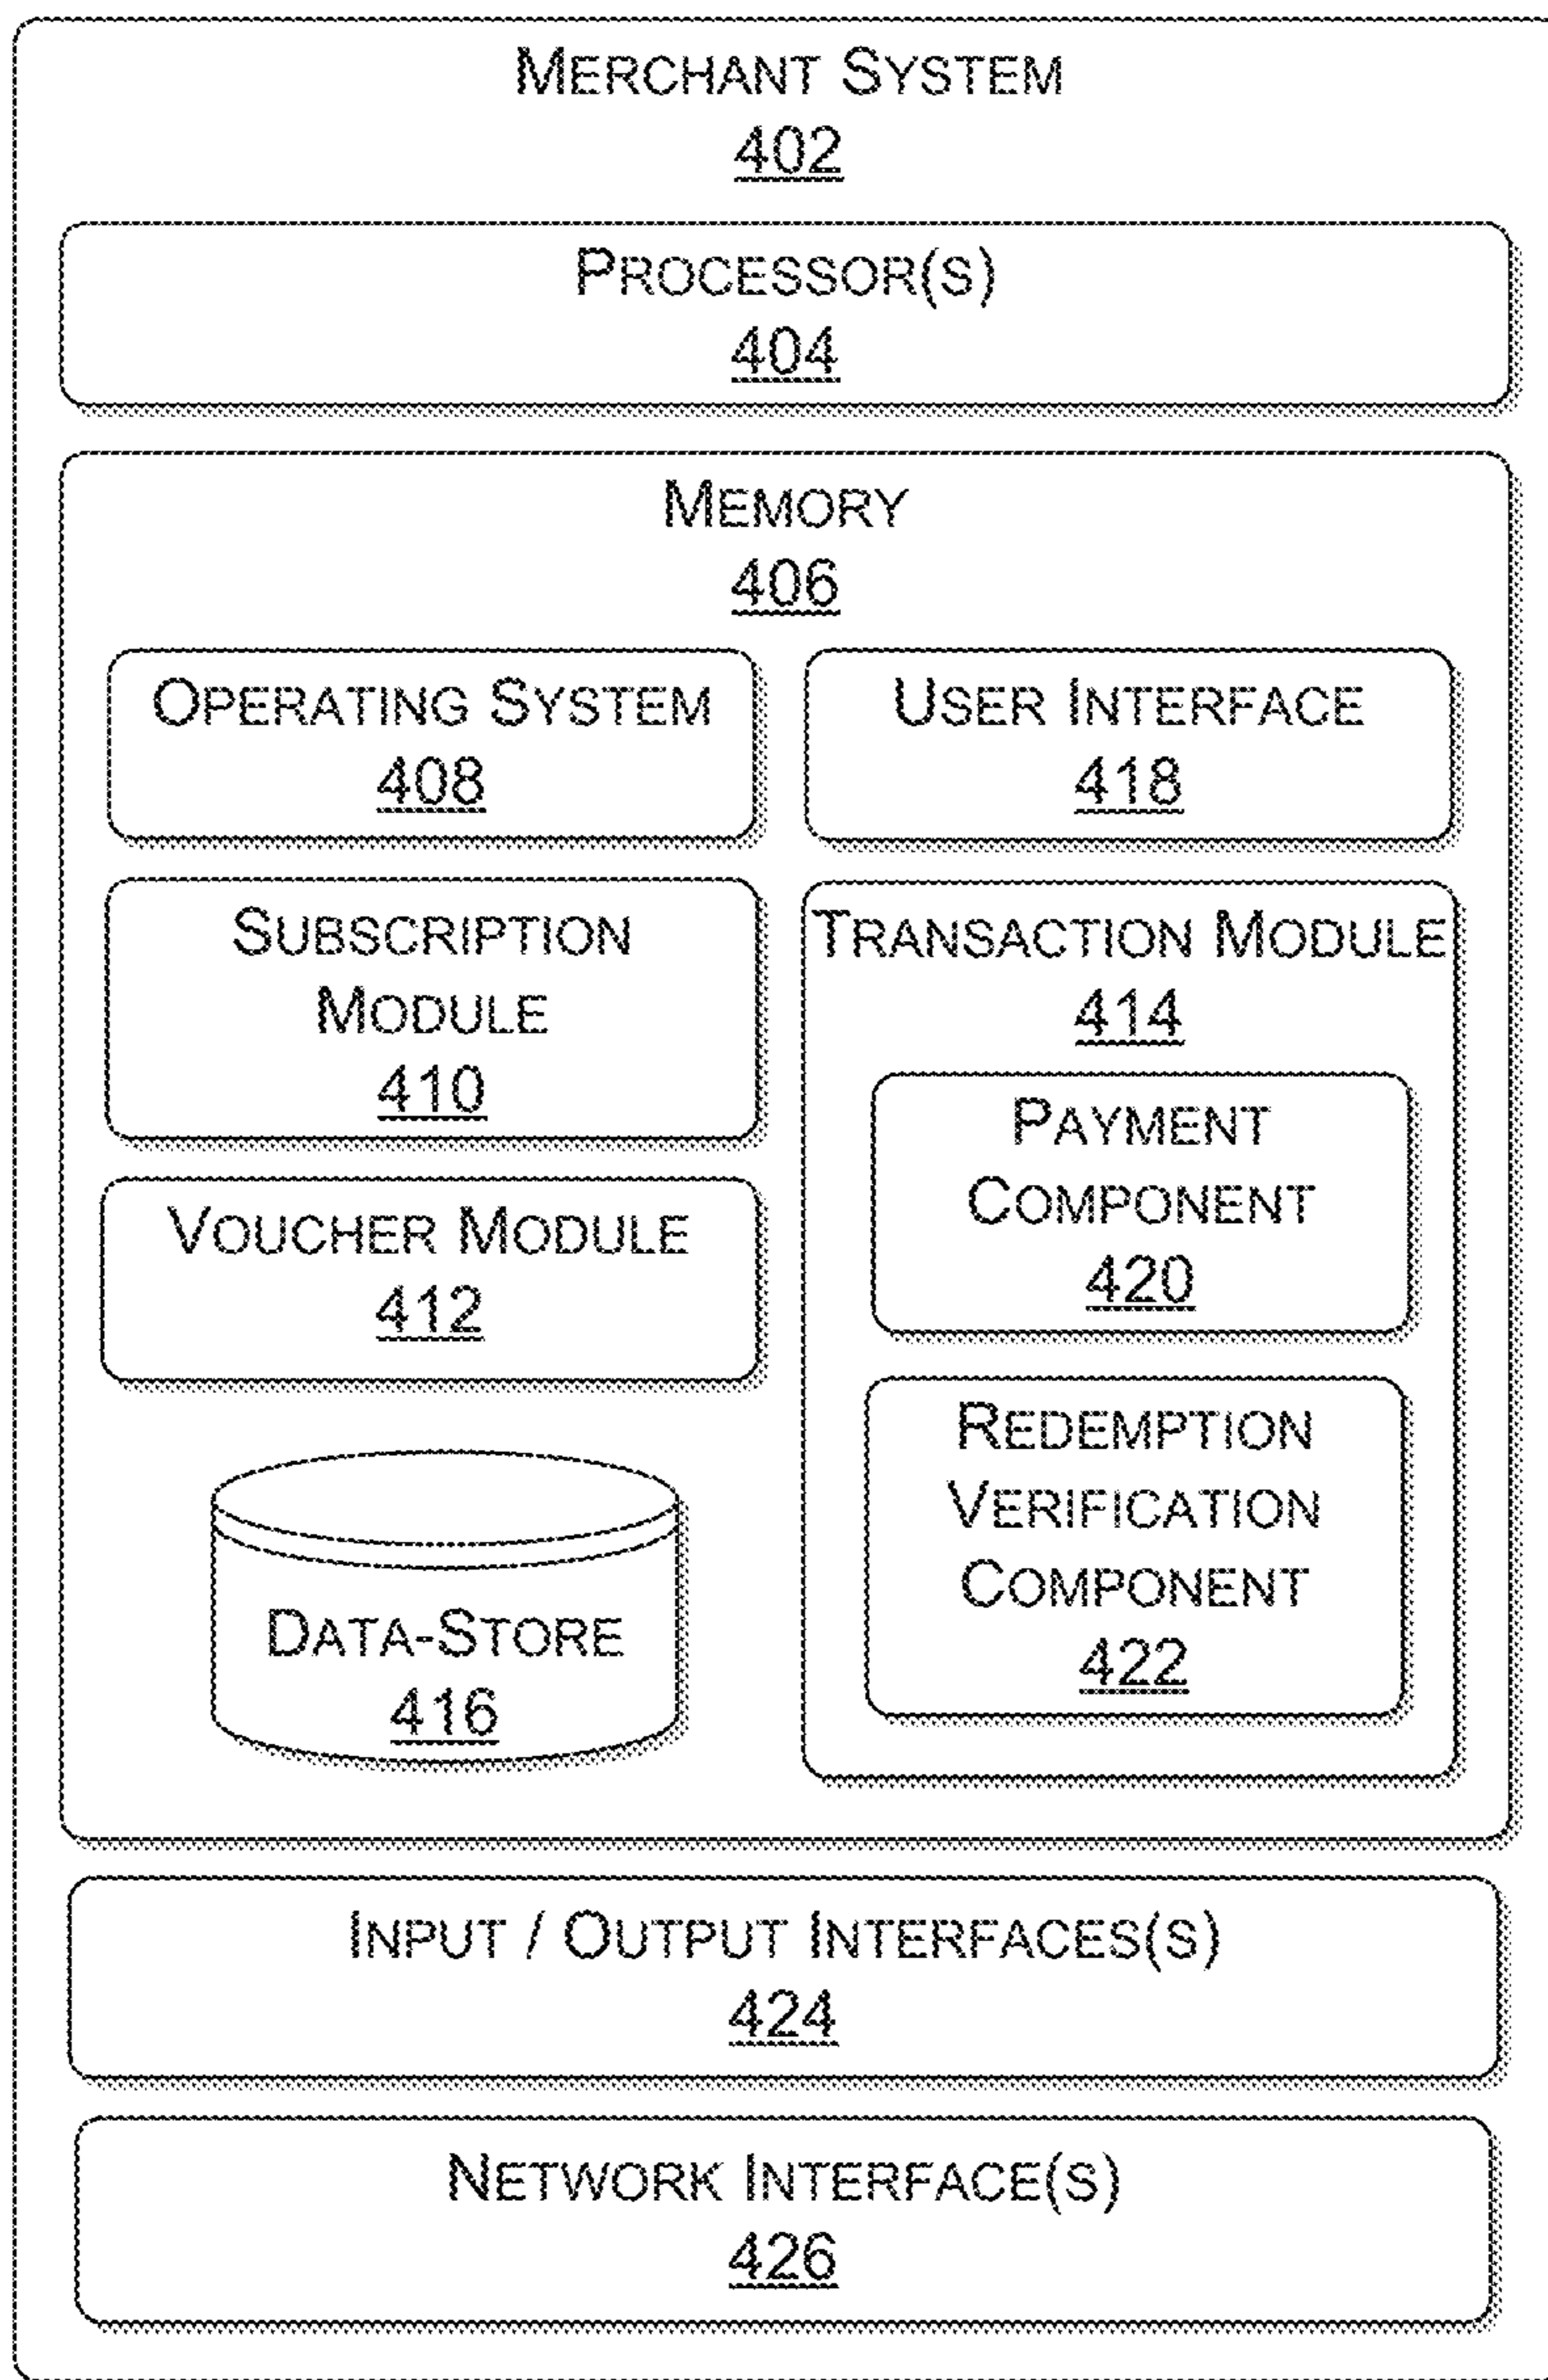 MERCHANT SYSTEM
402
PROCESSOR(S)
404
MEMORY
406
OPERATING SYSTEM
408
SUBSCRIPTION
MODULE
410
VOUCHER MODULE
412
DATA-STORE
416
USER INTERFACE
418
TRANSACTION MODULE
414
PAYMENT
COMPONENT
420
REDEMPTION
VERIFICATION
COMPONENT
422
INPUT / OUTPUT INTERFACES(S)
424
NETWORK INTERFACE(S)
426